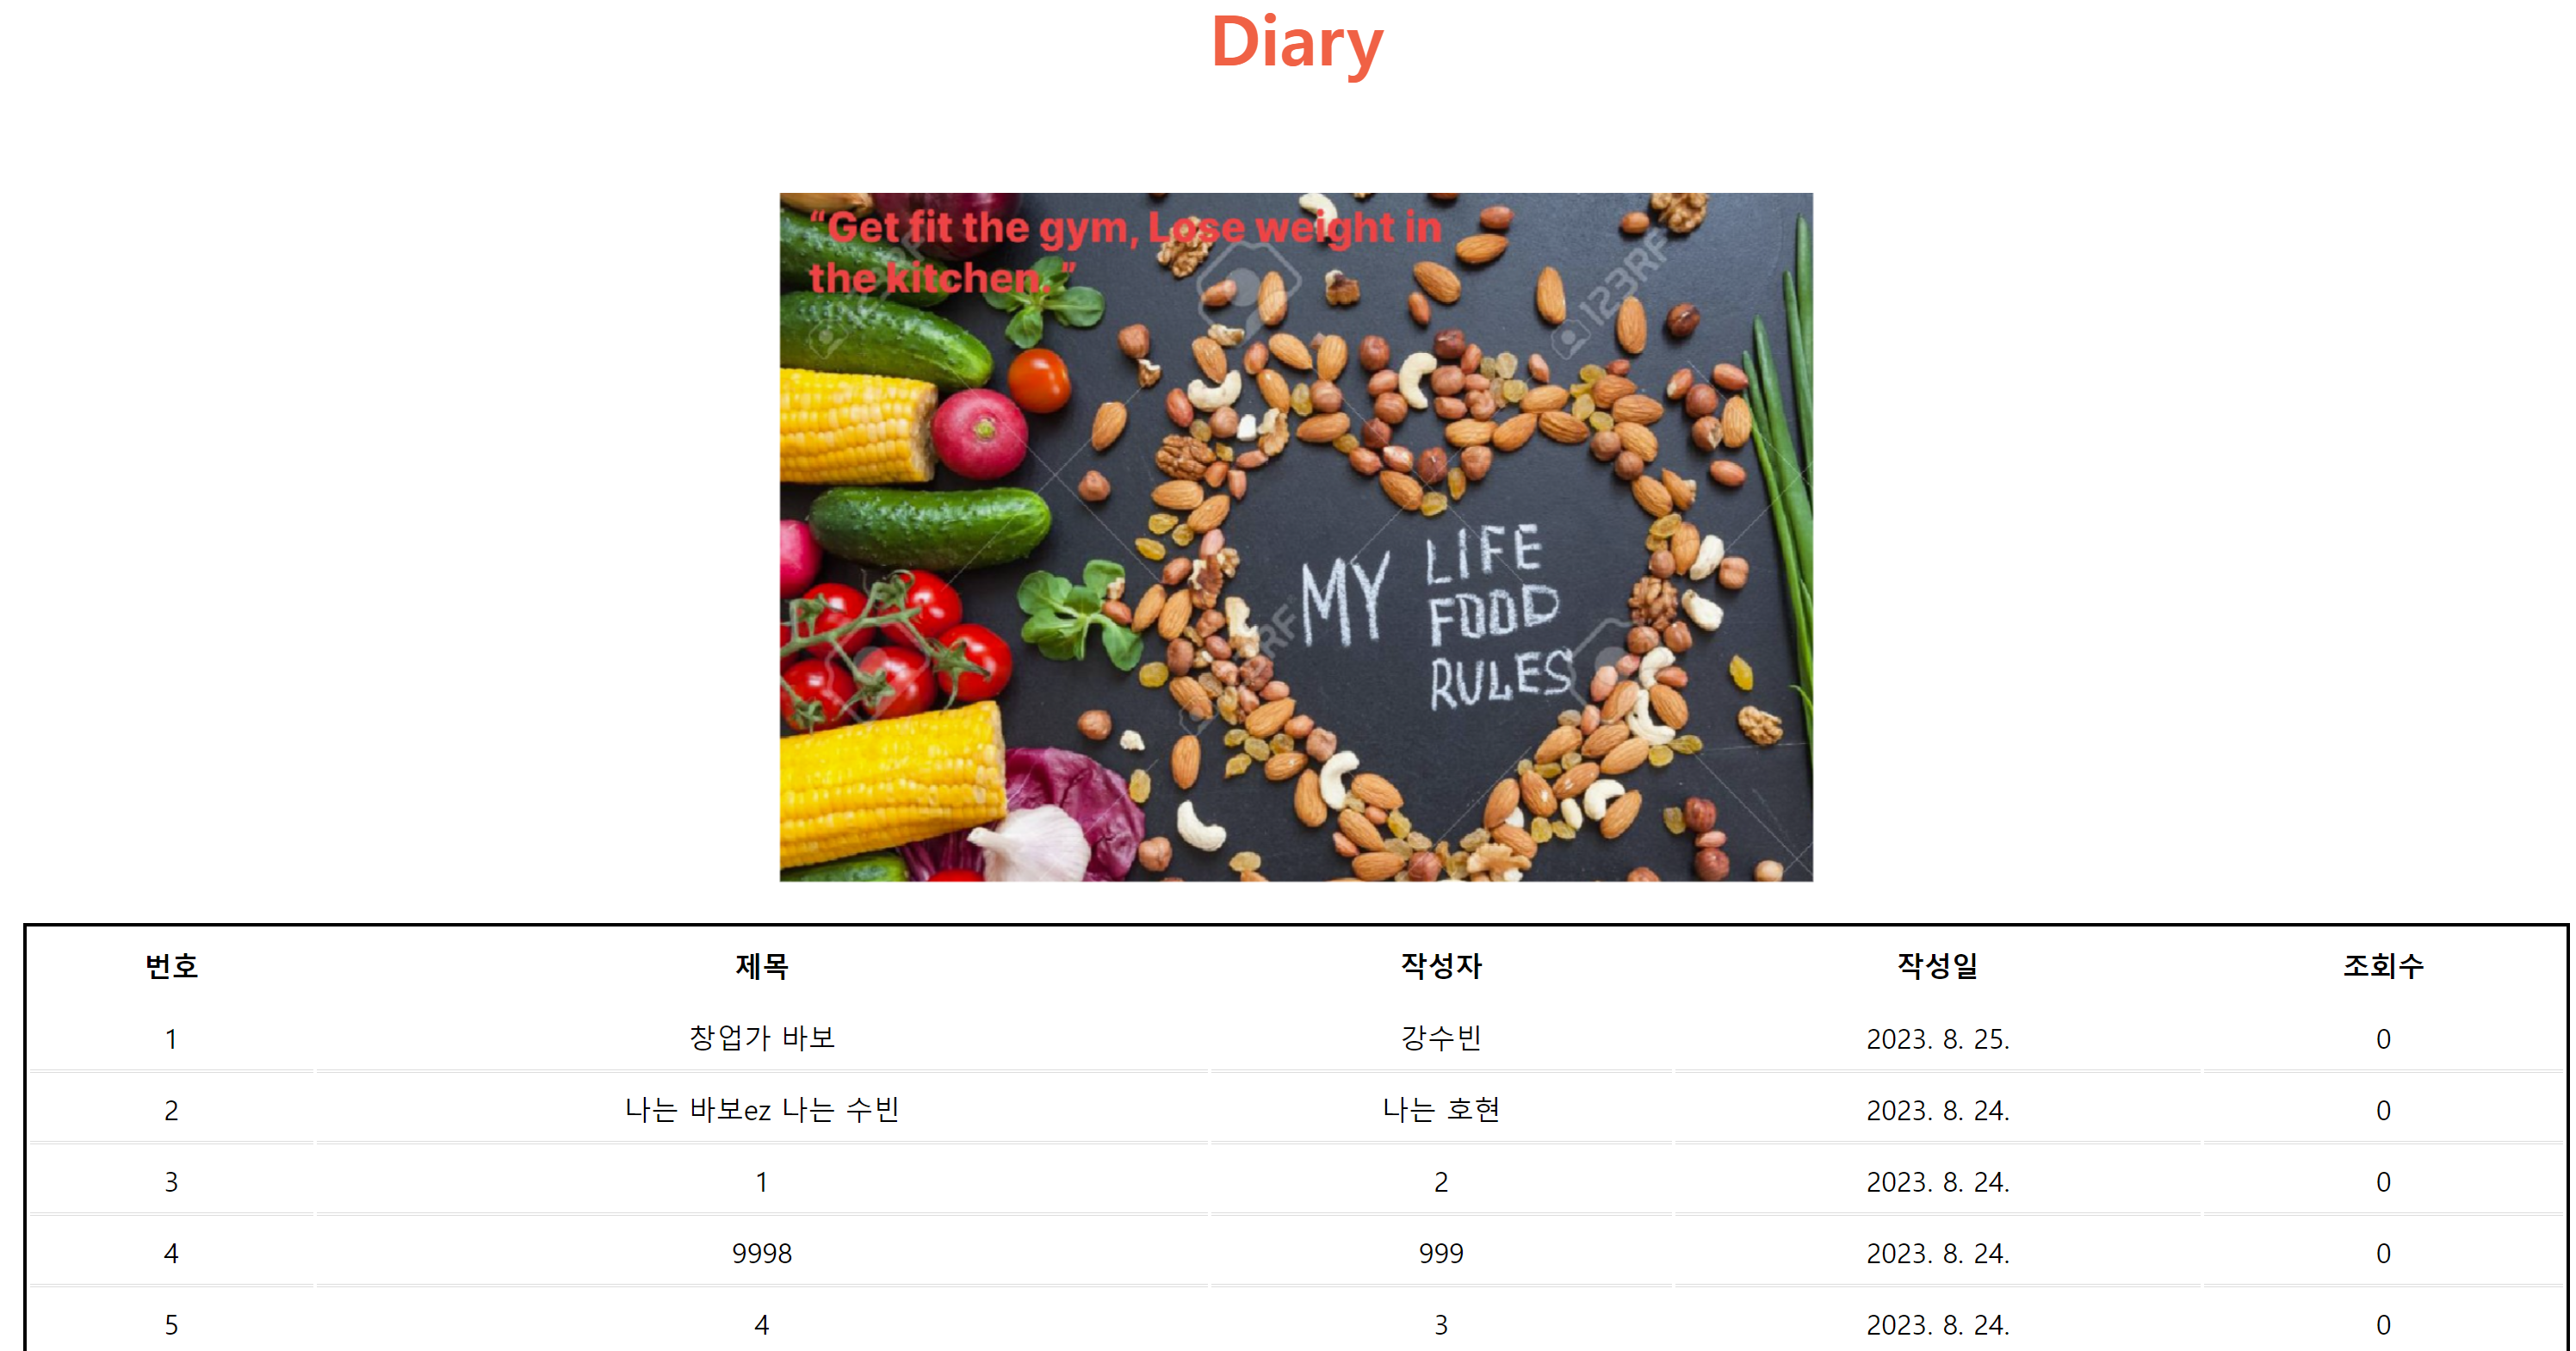 Diary
“Get fit the gym, Lose weight in
the kitchen.”
123RF
MY LIFE
FOOD
RULES
번호 제목 작성자 작성일 조회수
1 창업가 바보 강수빈 2023. 8. 25. 0
2 나는 바보ez 나는 수빈 나는 호현 2023. 8. 24. 0
3 1 2 2023. 8. 24. 0
4 9998 999 2023. 8. 24. 0
5 4 3 2023. 8. 24. 0